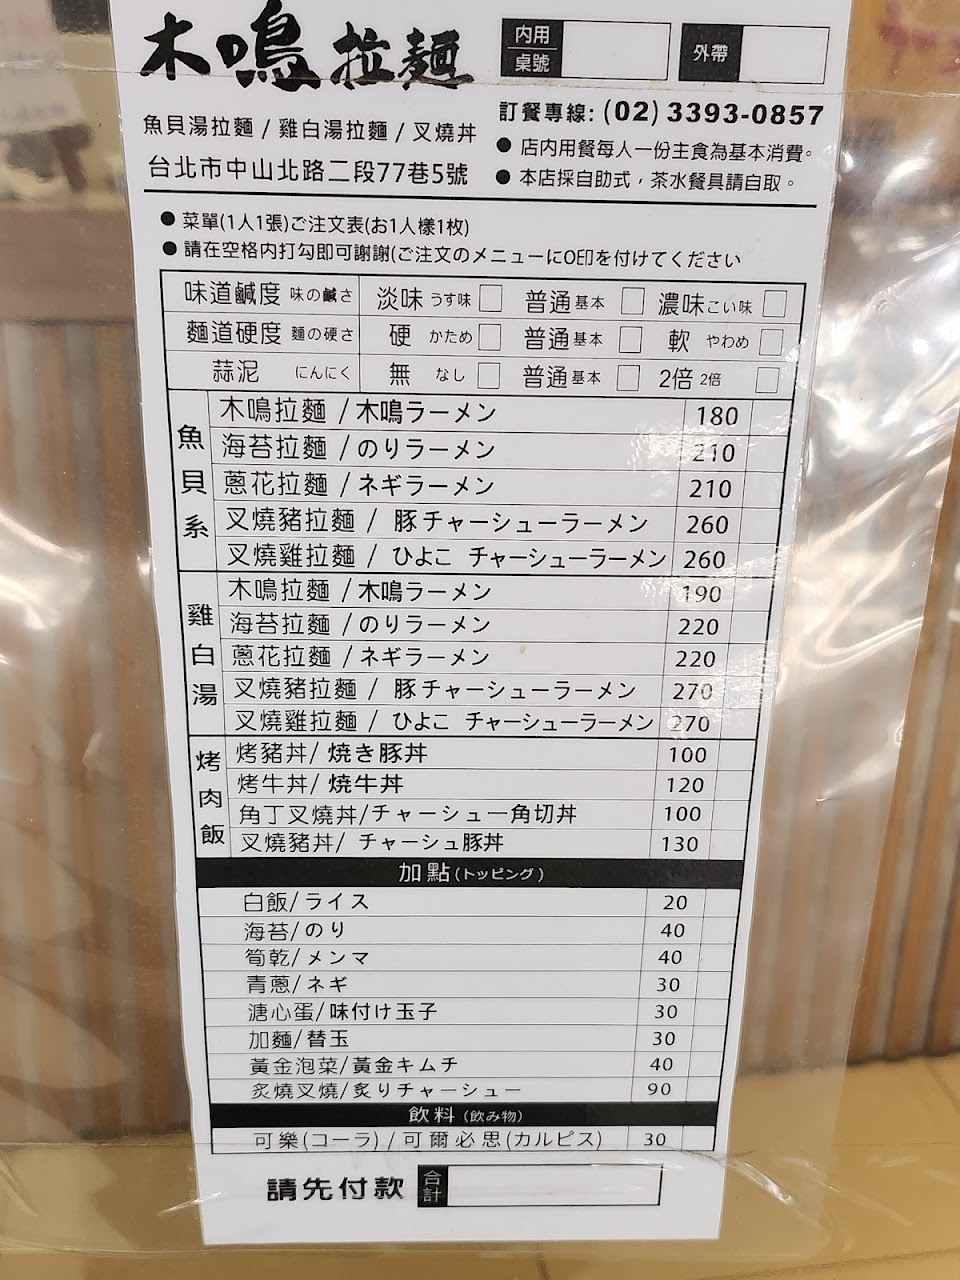 木鳴拉麵
內用
桌號
外帶
魚貝湯拉麵 / 雞白湯拉麵 / 叉燒丼
台北市中山北路二段77巷5號
訂餐專線: (02) 3393-0857
● 店內用餐每人一份主食為基本消費。
● 本店採自助式，茶水餐具請自取。
● 菜單(1人1張)ご注文表(お1人樣1枚)
● 請在空格內打勾即可謝謝(ご注文のメニューにO印を付けてください
味道鹹度 味の鹹さ 淡味 うす味 □ 普通 基本 □ 濃味 こい味 □
麵道硬度 麵の硬さ 硬 かため □ 普通 基本 □ 軟 やわめ □
蒜泥 にんにく 無 なし □ 普通 基本 □ 2倍 2倍 □
魚貝系
木鳴拉麵 / 木鳴ラーメン 180
海苔拉麵 / のりラーメン 210
蔥花拉麵 / ネギラーメン 210
叉燒豬拉麵 / 豚チャーシューラーメン 260
叉燒雞拉麵 / ひよこ チャーシューラーメン 260
雞白湯
木鳴拉麵 / 木鳴ラーメン 190
海苔拉麵 / のりラーメン 220
蔥花拉麵 / ネギラーメン 220
叉燒豬拉麵 / 豚チャーシューラーメン 270
叉燒雞拉麵 / ひよこ チャーシューラーメン 270
烤肉飯
烤豬丼/ 焼き豚丼 100
烤牛丼/ 焼牛丼 120
角丁叉燒丼/チャーシュー角切丼 100
叉燒豬丼/ チャーシュ豚丼 130
加點(トッピング)
白飯/ライス 20
海苔/のり 40
筍乾/メンマ 40
青蔥/ネギ 30
溏心蛋/味付け玉子 30
加麵/替玉 30
黃金泡菜/黃金キムチ 40
炙燒叉燒/炙りチャーシュー 90
飲料(飲み物)
可樂(コーラ) / 可爾必思(カルピス) 30
請先付款 合計